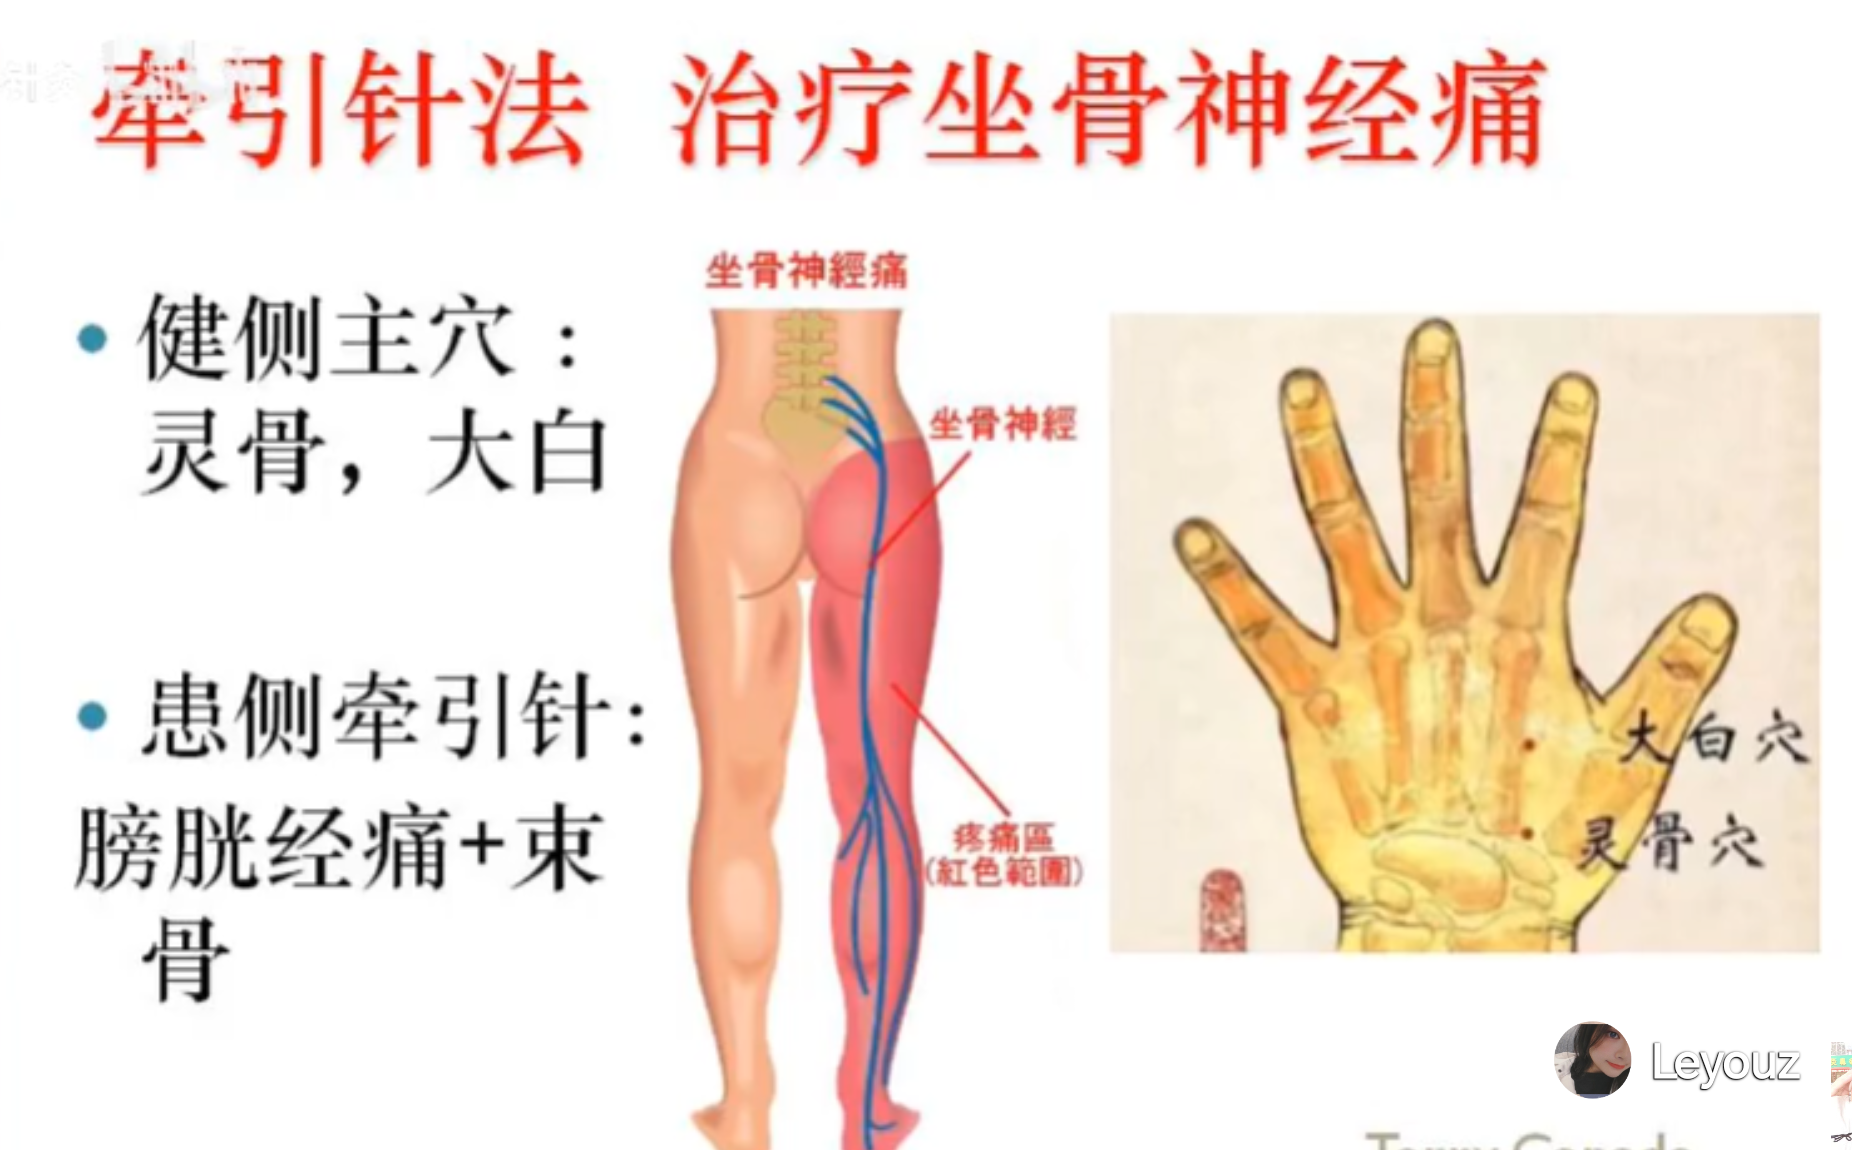 牵引针法 治疗坐骨神经痛
健侧主穴：
灵骨，大白
患侧牵引针：
膀胱经痛+束
骨
坐骨神經痛
坐骨神經
疼痛區
(紅色範圍)
大白穴
灵骨穴
Leyouz